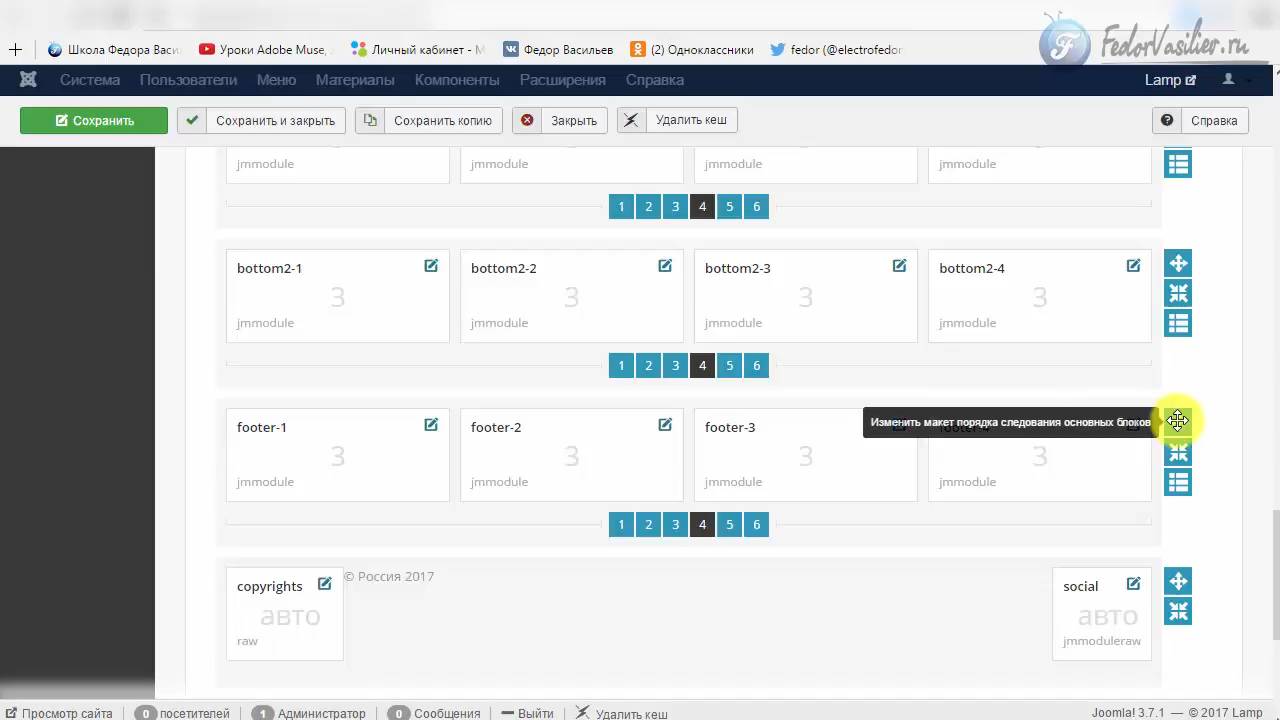 Школа Федора Васи
Уроки Adobe Muse,
Личный кабинет - М
Федор Васильев
(2) Одноклассники
fedor (@electrofedor
FedorVasiliev.ru
Система Пользователи Меню Материалы Компоненты Расширения Справка Lamp
Сохранить Сохранить и закрыть Сохранить копию Закрыть Удалить кеш Справка
jmmodule jmmodule jmmodule jmmodule
1 2 3 4 5 6
bottom2-1 bottom2-2 bottom2-3 bottom2-4
3 3 3 3
jmmodule jmmodule jmmodule jmmodule
1 2 3 4 5 6
footer-1 footer-2 footer-3
Изменить макет порядка следования основных блоков
3 3 3 3
jmmodule jmmodule jmmodule jmmodule
1 2 3 4 5 6
© Россия 2017
copyrights social
авто авто
raw jmmoduleraw
Просмотр сайта 0 посетителей 1 Администратор 0 Сообщения Выйти Удалить кеш Joomla! 3.7.1 — © 2017 Lamp